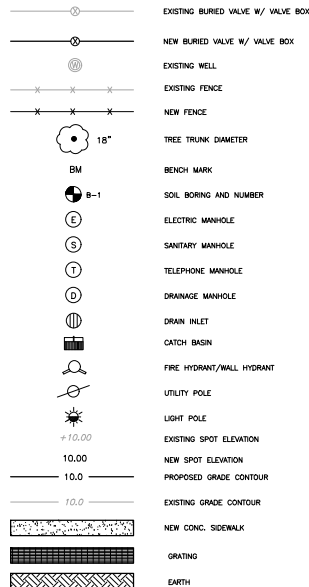 X EXISTING BURIED VALVE W/ VALVE BOX
X NEW BURIED VALVE W/ VALVE BOX
W EXISTING WELL
X X X EXISTING FENCE
X X X NEW FENCE
18" TREE TRUNK DIAMETER
BM BENCH MARK
B-1 SOIL BORING AND NUMBER
E ELECTRIC MANHOLE
S SANITARY MANHOLE
T TELEPHONE MANHOLE
D DRAINAGE MANHOLE
DRAIN INLET
CATCH BASIN
FIRE HYDRANT/WALL HYDRANT
UTILITY POLE
LIGHT POLE
+10.00 EXISTING SPOT ELEVATION
10.00 NEW SPOT ELEVATION
10.0 PROPOSED GRADE CONTOUR
10.0 EXISTING GRADE CONTOUR
NEW CONC. SIDEWALK
GRATING
EARTH